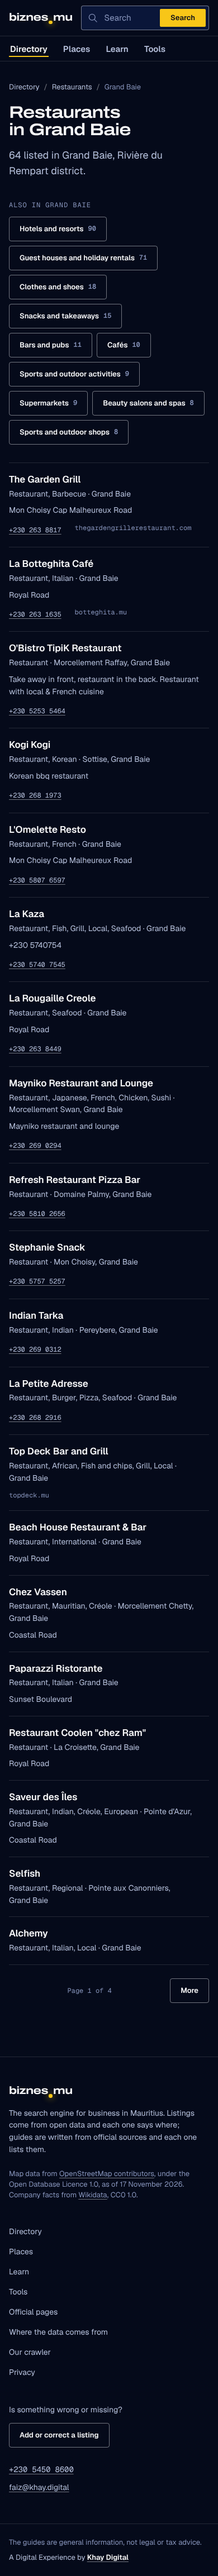 biznes.mu
Search
Search
Directory
Places
Learn
Tools
Directory / Restaurants / Grand Baie
Restaurants
in Grand Baie
64 listed in Grand Baie, Rivière du
Rempart district.
ALSO IN GRAND BAIE
Hotels and resorts 90
Guest houses and holiday rentals 71
Clothes and shoes 18
Snacks and takeaways 15
Bars and pubs 11
Cafés 10
Sports and outdoor activities 9
Supermarkets 9
Beauty salons and spas 8
Sports and outdoor shops 8
The Garden Grill
Restaurant, Barbecue · Grand Baie
Mon Choisy Cap Malheureux Road
+230 263 8817
thegardengrillerestaurant.com
La Botteghita Café
Restaurant, Italian · Grand Baie
Royal Road
+230 263 1635
botteghita.mu
O'Bistro TipiK Restaurant
Restaurant · Morcellement Raffay, Grand Baie
Take away in front, restaurant in the back. Restaurant
with local & French cuisine
+230 5253 5464
Kogi Kogi
Restaurant, Korean · Sottise, Grand Baie
Korean bbq restaurant
+230 268 1973
L'Omelette Resto
Restaurant, French · Grand Baie
Mon Choisy Cap Malheureux Road
+230 5807 6597
La Kaza
Restaurant, Fish, Grill, Local, Seafood · Grand Baie
+230 5740754
+230 5740 7545
La Rougaille Creole
Restaurant, Seafood · Grand Baie
Royal Road
+230 263 8449
Mayniko Restaurant and Lounge
Restaurant, Japanese, French, Chicken, Sushi ·
Morcellement Swan, Grand Baie
Mayniko restaurant and lounge
+230 269 0294
Refresh Restaurant Pizza Bar
Restaurant · Domaine Palmy, Grand Baie
+230 5810 2656
Stephanie Snack
Restaurant · Mon Choisy, Grand Baie
+230 5757 5257
Indian Tarka
Restaurant, Indian · Pereybere, Grand Baie
+230 269 0312
La Petite Adresse
Restaurant, Burger, Pizza, Seafood · Grand Baie
+230 268 2916
Top Deck Bar and Grill
Restaurant, African, Fish and chips, Grill, Local ·
Grand Baie
topdeck.mu
Beach House Restaurant & Bar
Restaurant, International · Grand Baie
Royal Road
Chez Vassen
Restaurant, Mauritian, Créole · Morcellement Chetty,
Grand Baie
Coastal Road
Paparazzi Ristorante
Restaurant, Italian · Grand Baie
Sunset Boulevard
Restaurant Coolen "chez Ram"
Restaurant · La Croisette, Grand Baie
Royal Road
Saveur des Îles
Restaurant, Indian, Créole, European · Pointe d'Azur,
Grand Baie
Coastal Road
Selfish
Restaurant, Regional · Pointe aux Canonniers,
Grand Baie
Alchemy
Restaurant, Italian, Local · Grand Baie
Page 1 of 4
More
biznes.mu
The search engine for business in Mauritius. Listings
come from open data and each one says where;
guides are written from official sources and each one
lists them.
Map data from OpenStreetMap contributors, under the
Open Database Licence 1.0, as of 17 November 2026.
Company facts from Wikidata, CC0 1.0.
Directory
Places
Learn
Tools
Official pages
Where the data comes from
Our crawler
Privacy
Is something wrong or missing?
Add or correct a listing
+230 5450 8600
faiz@khay.digital
The guides are general information, not legal or tax advice.
A Digital Experience by Khay Digital